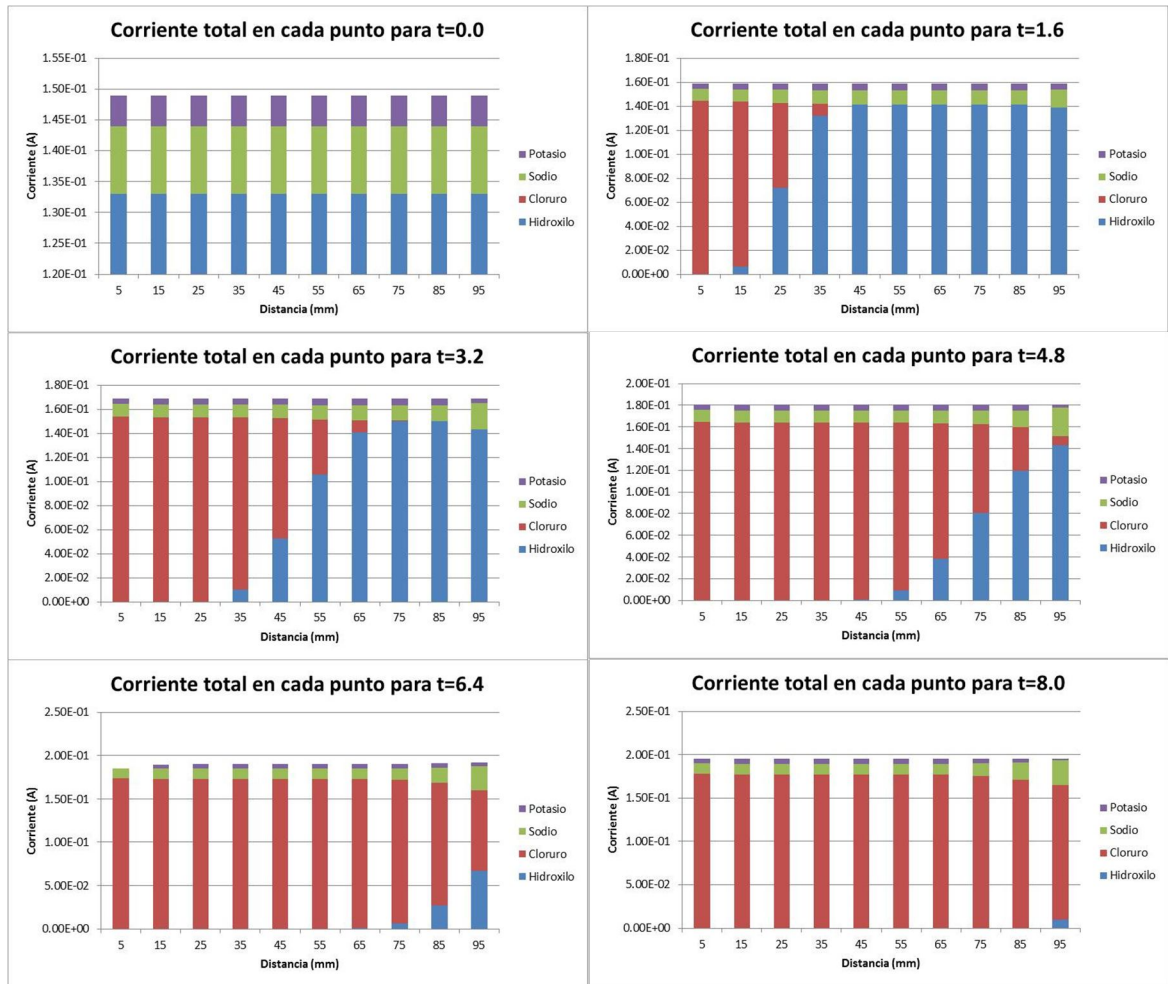 Corriente total en cada punto para t=0.0
1.55E-01
1.50E-01
1.45E-01
1.40E-01
1.35E-01
1.30E-01
1.25E-01
1.20E-01
Corriente (A)
5 15 25 35 45 55 65 75 85 95
Distancia (mm)
Potasio
Sodio
Cloruro
Hidroxilo
Corriente total en cada punto para t=1.6
1.80E-01
1.60E-01
1.40E-01
1.20E-01
1.00E-01
8.00E-02
6.00E-02
4.00E-02
2.00E-02
0.00E+00
Corriente (A)
5 15 25 35 45 55 65 75 85 95
Distancia (mm)
Potasio
Sodio
Cloruro
Hidroxilo
Corriente total en cada punto para t=3.2
1.80E-01
1.60E-01
1.40E-01
1.20E-01
1.00E-01
8.00E-02
6.00E-02
4.00E-02
2.00E-02
0.00E+00
Corriente (A)
5 15 25 35 45 55 65 75 85 95
Distancia (mm)
Potasio
Sodio
Cloruro
Hidroxilo
Corriente total en cada punto para t=4.8
2.00E-01
1.80E-01
1.60E-01
1.40E-01
1.20E-01
1.00E-01
8.00E-02
6.00E-02
4.00E-02
2.00E-02
0.00E+00
Corriente (A)
5 15 25 35 45 55 65 75 85 95
Distancia (mm)
Potasio
Sodio
Cloruro
Hidroxilo
Corriente total en cada punto para t=6.4
2.50E-01
2.00E-01
1.50E-01
1.00E-01
5.00E-02
0.00E+00
Corriente (A)
5 15 25 35 45 55 65 75 85 95
Distancia (mm)
Potasio
Sodio
Cloruro
Hidroxilo
Corriente total en cada punto para t=8.0
2.50E-01
2.00E-01
1.50E-01
1.00E-01
5.00E-02
0.00E+00
Corriente (A)
5 15 25 35 45 55 65 75 85 95
Distancia (mm)
Potasio
Sodio
Cloruro
Hidroxilo